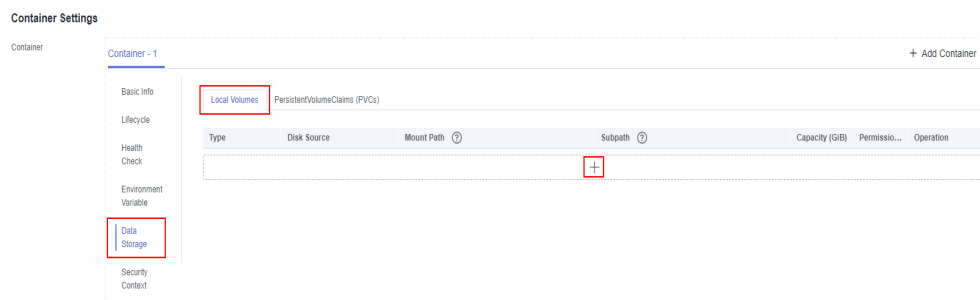 Container Settings
Container
Container - 1
+ Add Container
Basic Info
Lifecycle
Health
Check
Environment
Variable
Data
Storage
Security
Context
Local Volumes PersistentVolumeClaims (PVCs)
Type Disk Source Mount Path ? Subpath ? Capacity (GiB) Permissio... Operation
+